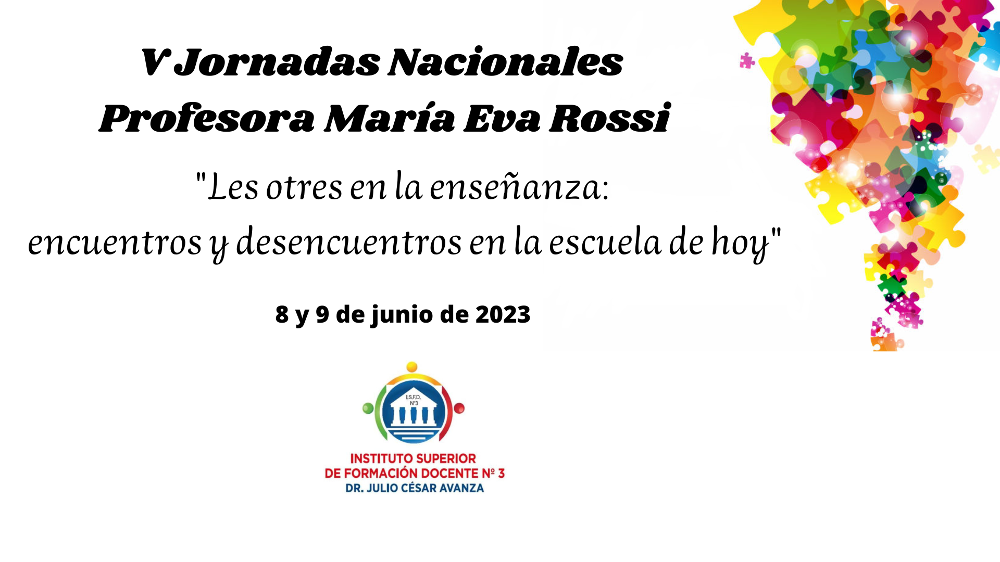 V Jornadas Nacionales
Profesora María Eva Rossi
"Les otres en la enseñanza:
encuentros y desencuentros en la escuela de hoy"
8 y 9 de junio de 2023
I.S.F.D.
N°3
INSTITUTO SUPERIOR
DE FORMACIÓN DOCENTE Nº 3
DR. JULIO CÉSAR AVANZA